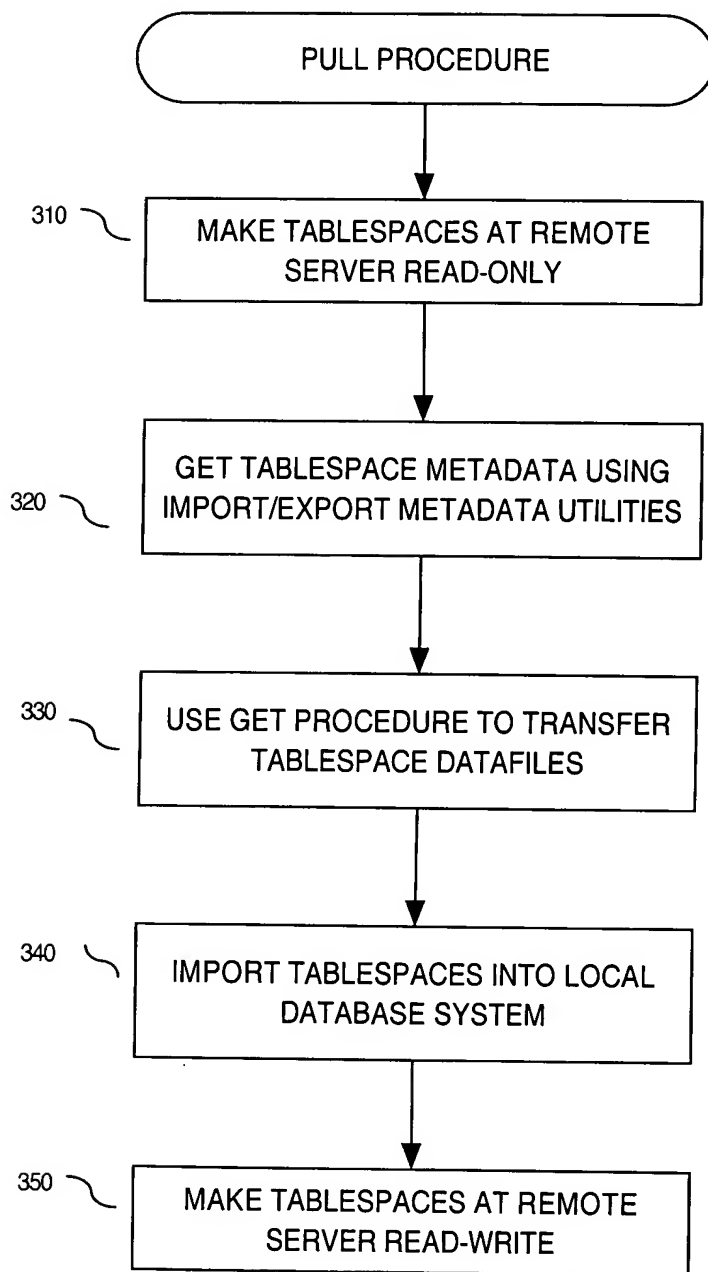 PULL PROCEDURE
310
MAKE TABLESPACES AT REMOTE
SERVER READ-ONLY
320
GET TABLESPACE METADATA USING
IMPORT/EXPORT METADATA UTILITIES
330
USE GET PROCEDURE TO TRANSFER
TABLESPACE DATAFILES
340
IMPORT TABLESPACES INTO LOCAL
DATABASE SYSTEM
350
MAKE TABLESPACES AT REMOTE
SERVER READ-WRITE